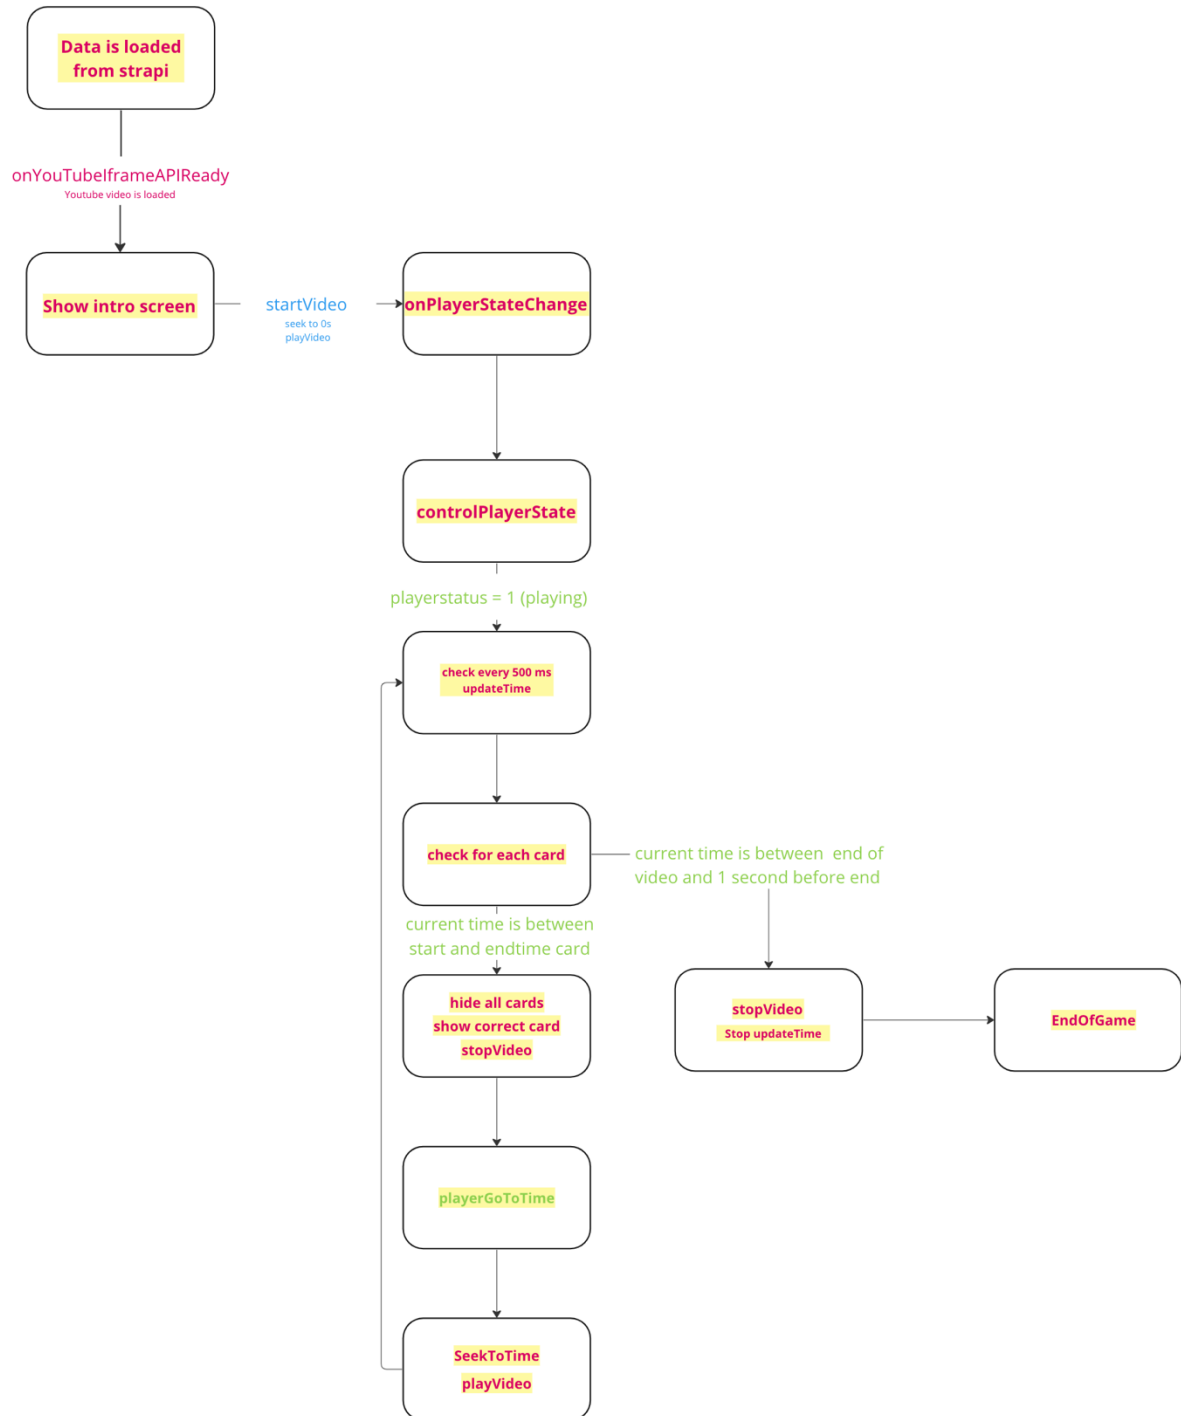 Data is loaded
from strapi
onYouTubeIframeAPIReady
Youtube video is loaded
Show intro screen
startVideo
seek to 0s
playVideo
onPlayerStateChange
controlPlayerState
playerstatus = 1 (playing)
check every 500 ms
updateTime
check for each card
current time is between  end of
video and 1 second before end
current time is between
start and endtime card
hide all cards
show correct card
stopVideo
stopVideo
Stop updateTime
EndOfGame
playerGoToTime
SeekToTime
playVideo